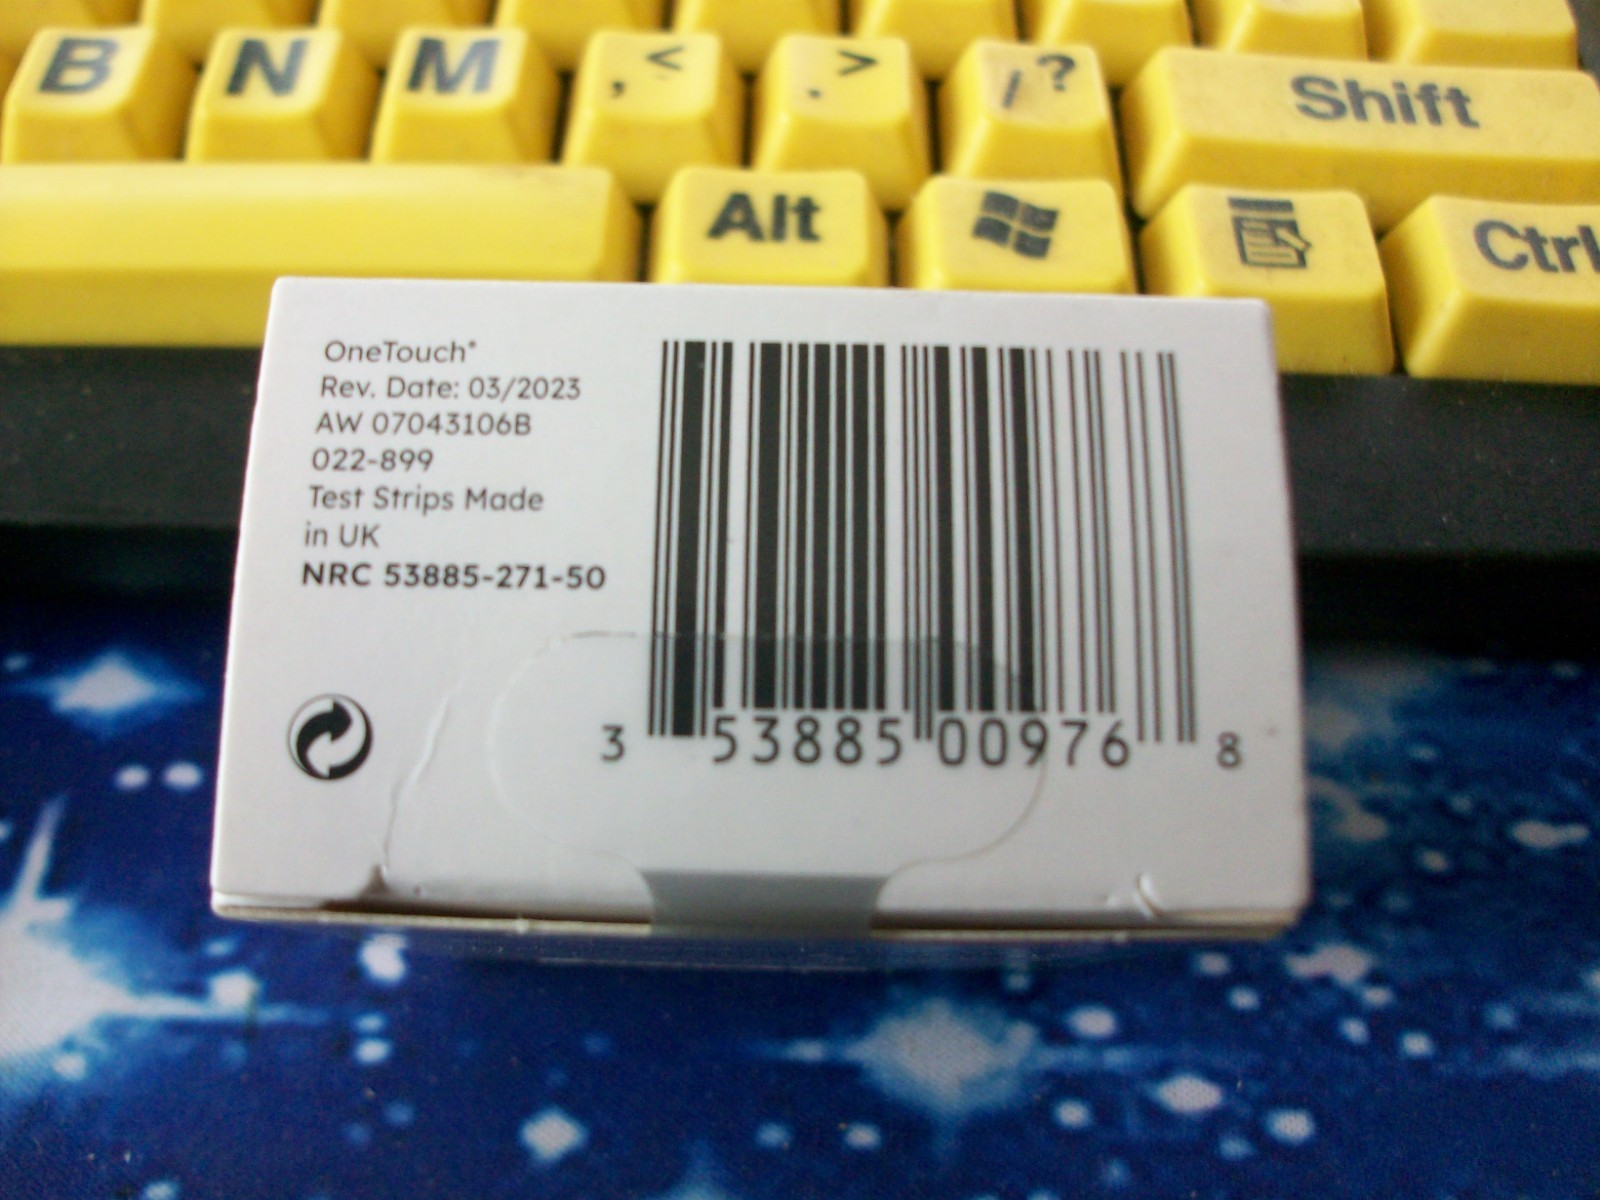 B N M , < . > / ? Shift
Alt Ctrl
OneTouch®
Rev. Date: 03/2023
AW 07043106B
022-899
Test Strips Made
in UK
NRC 53885-271-50
3 53885 00976 8